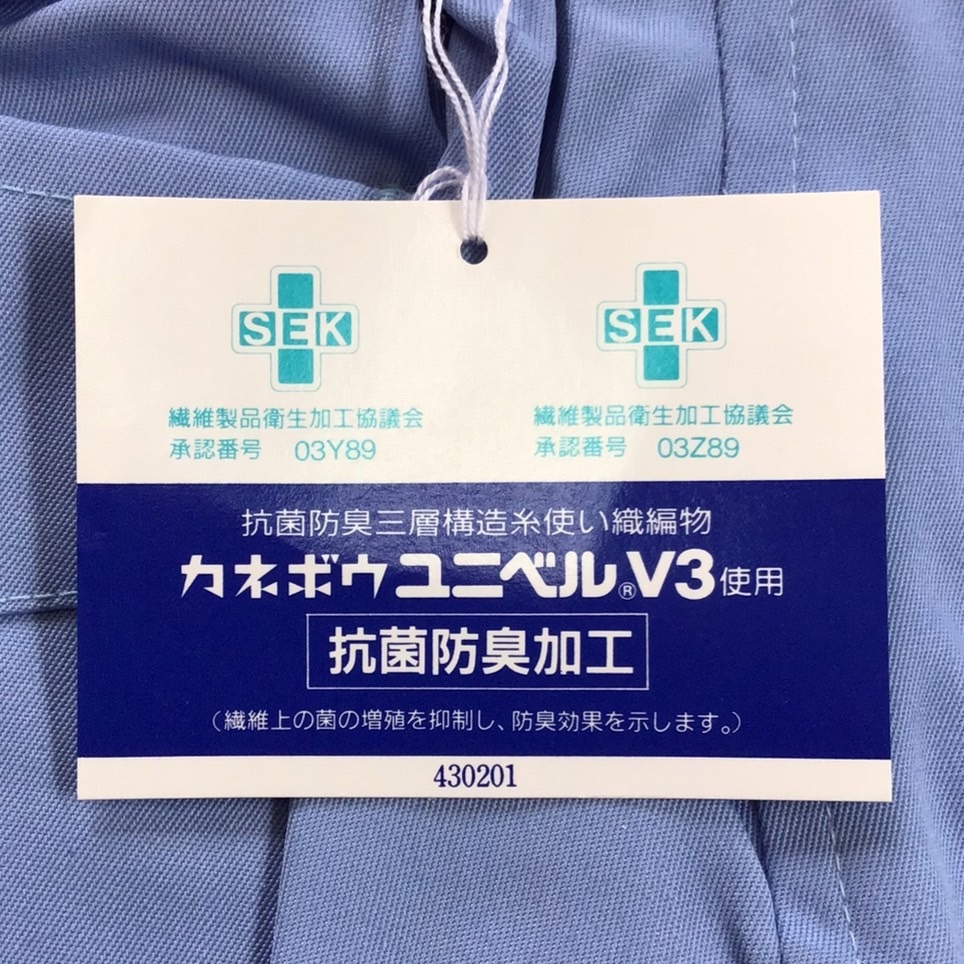 SEK
SEK
繊維製品衛生加工協議会
承認番号 03Y89
繊維製品衛生加工協議会
承認番号 03Z89
抗菌防臭三層構造糸使い織編物
カネボウユニベル®V3使用
抗菌防臭加工
(繊維上の菌の増殖を抑制し、防臭効果を示します。)
430201